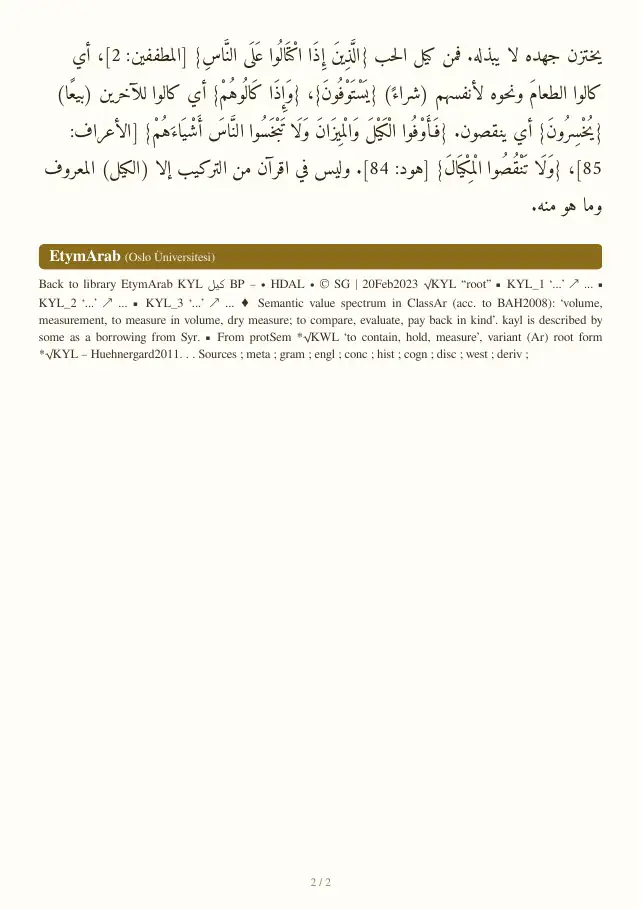 يختزن جهده لا يبذله. فمن كيل الحب {الَّذِينَ إِذَا اكْتَالُوا عَلَى النَّاسِ} [المطففين: 2]، أي
كالوا الطعامَ ونحوه لأنفسهم (شراءً) {يَسْتَوْفُونَ}، {وَإِذَا كَالُوهُمْ} أي كالوا للآخرين (بيعًا)
{يُخْسِرُونَ} أي ينقصون. {فَأَوْفُوا الْكَيْلَ وَالْمِيزَانَ وَلَا تَبْخَسُوا النَّاسَ أَشْيَاءَهُمْ} [الأعراف:
85]، {وَلَا تَنْقُصُوا الْمِكْيَالَ} [هود: 84]. وليس في اقرآن من التركيب إلا (الكيل) المعروف
وما هو منه.
EtymArab (Oslo Üniversitesi)
Back to library EtymArab KYL كيل BP – • HDAL • © SG | 20Feb2023 √KYL “root” ▪ KYL_1 ‘...’ ↗ ... ▪
KYL_2 ‘...’ ↗ ... ▪ KYL_3 ‘...’ ↗ ... ♦ Semantic value spectrum in ClassAr (acc. to BAH2008): ‘volume,
measurement, to measure in volume, dry measure; to compare, evaluate, pay back in kind’. kayl is described by
some as a borrowing from Syr. ▪ From protSem *√KWL ‘to contain, hold, measure’, variant (Ar) root form
*√KYL – Huehnergard2011. . . Sources ; meta ; gram ; engl ; conc ; hist ; cogn ; disc ; west ; deriv ;
2 / 2